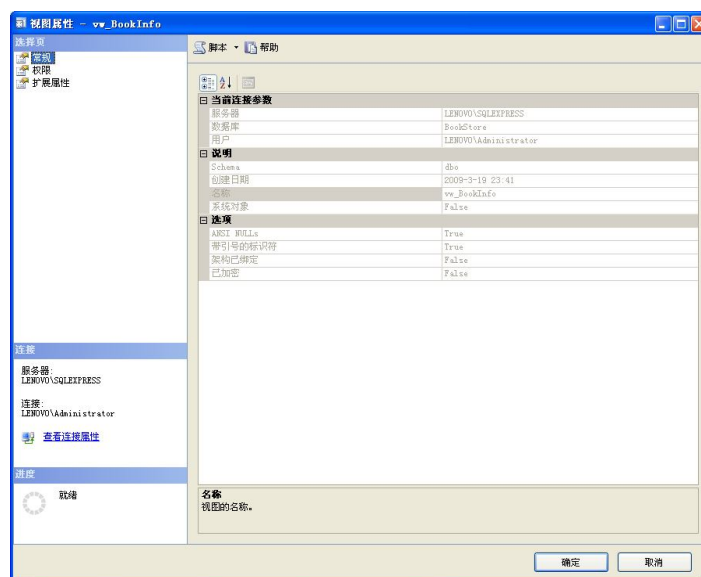 视图属性 - vw_BookInfo
选择页
常规
权限
扩展属性
脚本 帮助
当前连接参数
服务器 LENOVO\SQLEXPRESS
数据库 BookStore
用户 LENOVO\Administrator
说明
Schema dbo
创建日期 2009-3-19 23:41
名称 vw_BookInfo
系统对象 False
选项
ANSI NULLs True
带引号的标识符 True
架构已绑定 False
已加密 False
连接
服务器:
LENOVO\SQLEXPRESS
连接:
LENOVO\Administrator
查看连接属性
进度
就绪
名称
视图的名称。
确定 取消